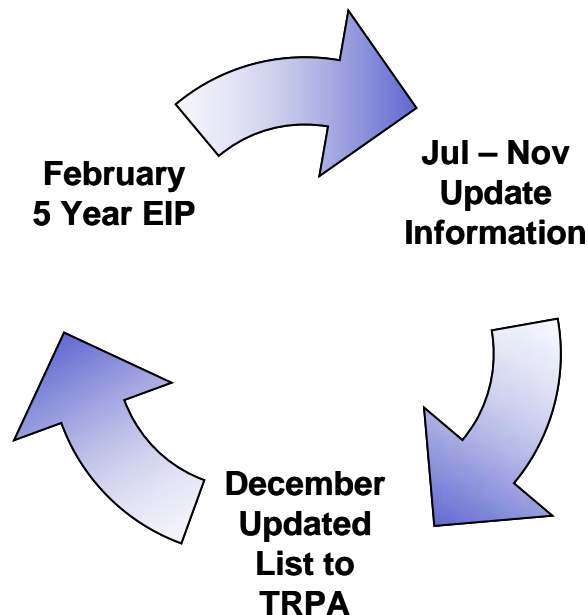 February
5 Year EIP
Jul – Nov
Update
Information
December
Updated
List to
TRPA